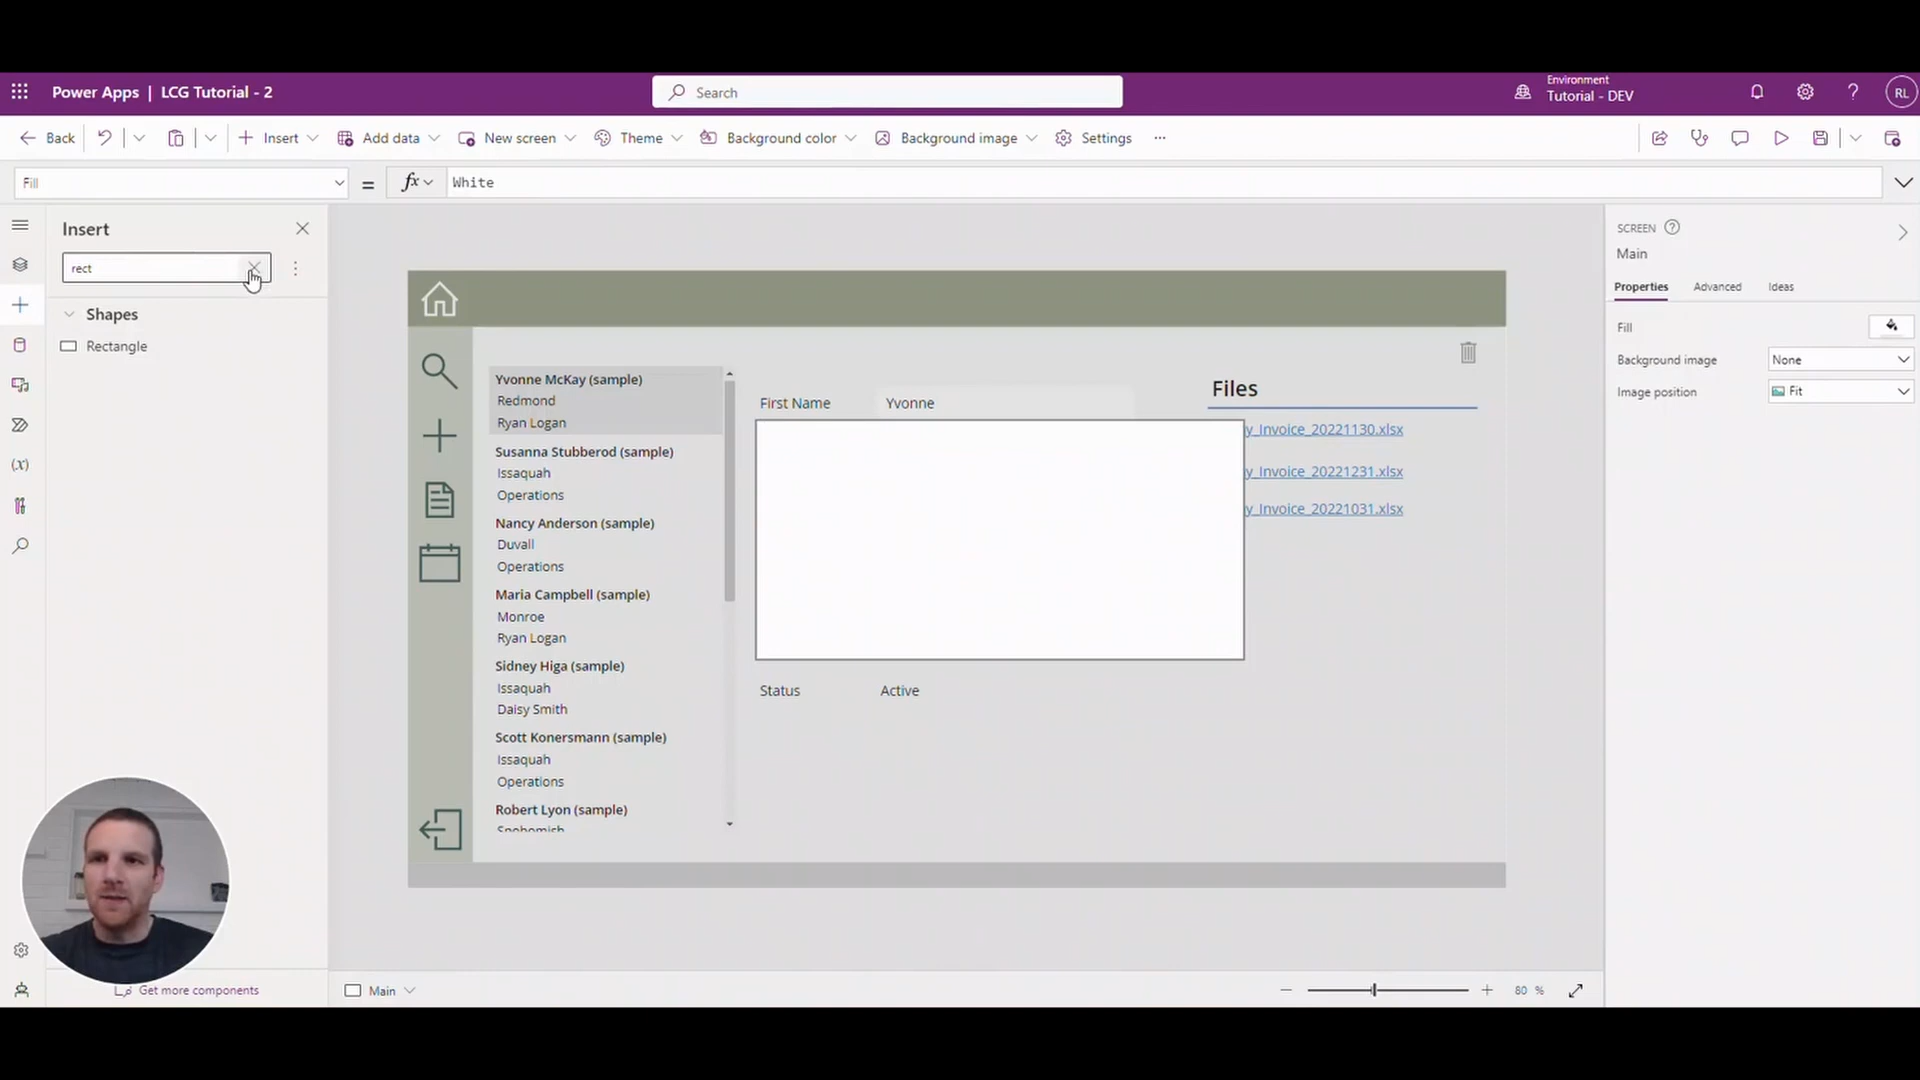 Power Apps | LCG Tutorial - 2
Search
Environment
Tutorial - DEV
RL
Back
Insert
Add data
New screen
Theme
Background color
Background image
Settings
Fill
=
fx
White
Insert
rect
Shapes
Rectangle
Get more components
Yvonne McKay (sample)
Redmond
Ryan Logan
Susanna Stubberod (sample)
Issaquah
Operations
Nancy Anderson (sample)
Duvall
Operations
Maria Campbell (sample)
Monroe
Ryan Logan
Sidney Higa (sample)
Issaquah
Daisy Smith
Scott Konersmann (sample)
Issaquah
Operations
Robert Lyon (sample)
Snohomish
First Name
Yvonne
Status
Active
Files
y_Invoice_20221130.xlsx
y_Invoice_20221231.xlsx
y_Invoice_20221031.xlsx
Main
80 %
SCREEN
Main
Properties
Advanced
Ideas
Fill
Background image
None
Image position
Fit